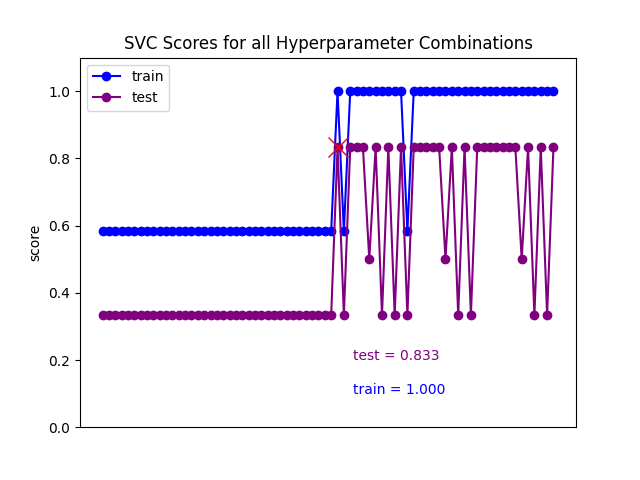 SVC Scores for all Hyperparameter Combinations
train
test
1.0
0.8
0.6
0.4
0.2
0.0
score
test = 0.833
train = 1.000